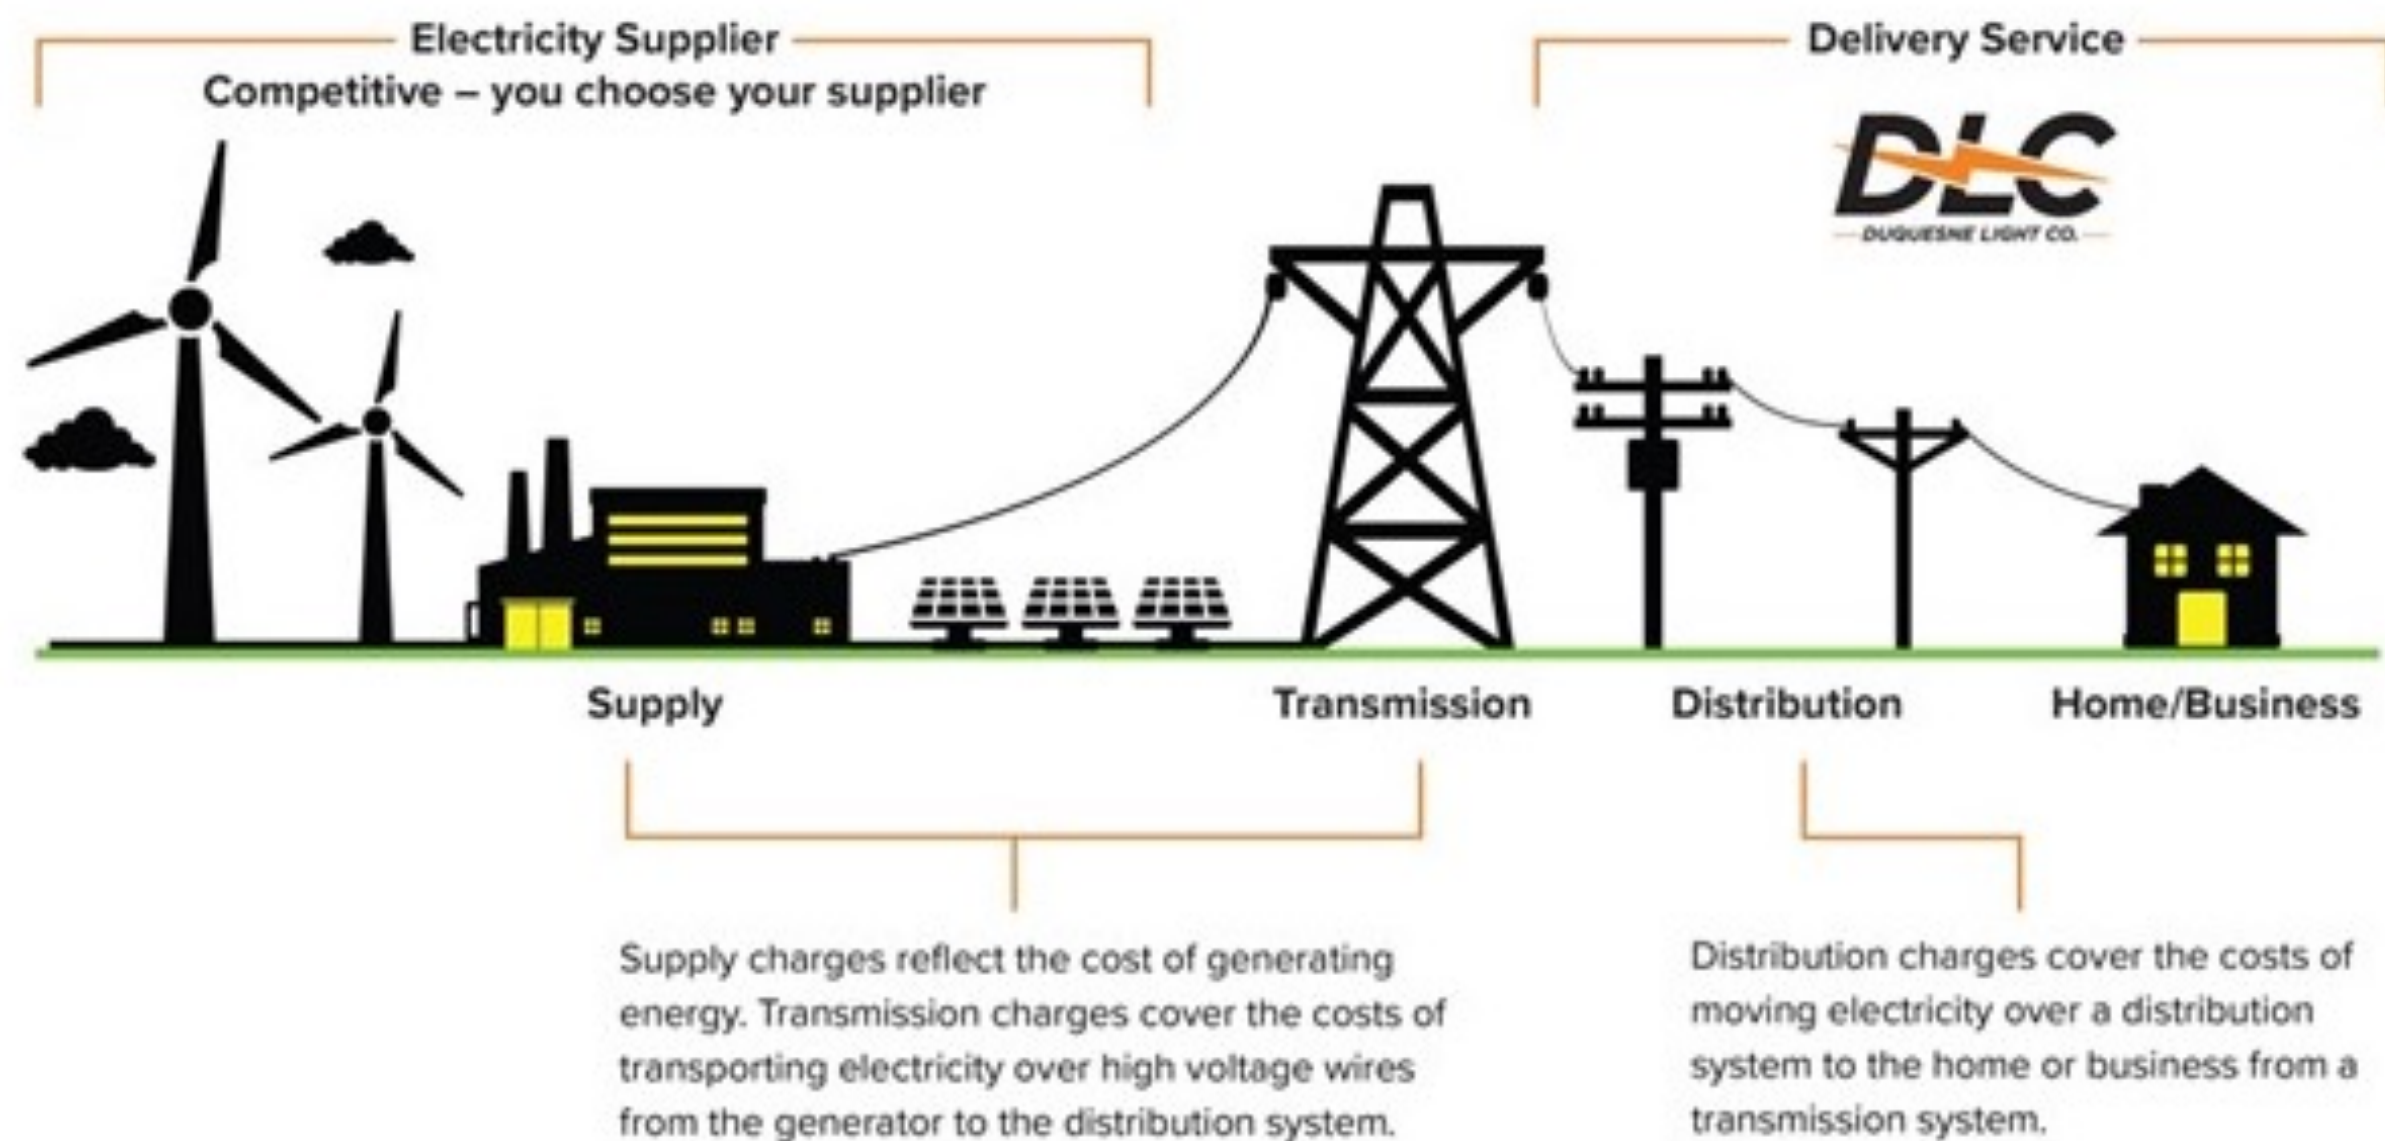 Electricity Supplier
Competitive – you choose your supplier
Delivery Service
DLC
DUQUESNE LIGHT CO.
Supply
Transmission
Distribution
Home/Business
Supply charges reflect the cost of generating
energy. Transmission charges cover the costs of
transporting electricity over high voltage wires
from the generator to the distribution system.
Distribution charges cover the costs of
moving electricity over a distribution
system to the home or business from a
transmission system.